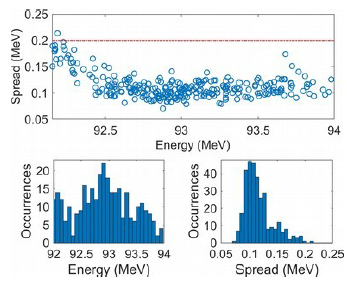 0.25
0.2
0.15
0.1
0.05
Spread (MeV)
92.5 93 93.5 94
Energy (MeV)
20
15
10
5
0
Occurrences
92 92.5 93 93.5 94
Energy (MeV)
40
30
20
10
0
Occurrences
0.05 0.1 0.15 0.2 0.25
Spread (MeV)